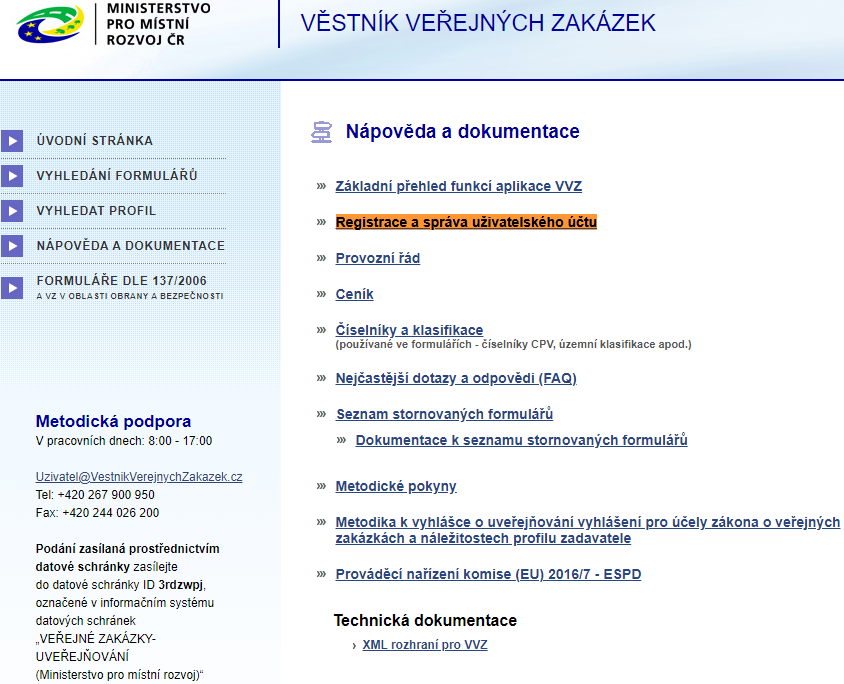 MINISTERSTVO
PRO MÍSTNÍ
ROZVOJ ČR
VĚSTNÍK VEŘEJNÝCH ZAKÁZEK
ÚVODNÍ STRÁNKA
VYHLEDÁNÍ FORMULÁŘŮ
VYHLEDAT PROFIL
NÁPOVĚDA A DOKUMENTACE
FORMULÁŘE DLE 137/2006
A VZ V OBLASTI OBRANY A BEZPEČNOSTI
Metodická podpora
V pracovních dnech: 8:00 - 17:00
Uzivatel@VestnikVerejnychZakazek.cz
Tel: +420 267 900 950
Fax: +420 244 026 200
Podání zasílaná prostřednictvím
datové schránky zasílejte
do datové schránky ID 3rdzwpj,
označené v informačním systému
datových schránek
„VEŘEJNÉ ZAKÁZKY-
UVEŘEJŇOVÁNÍ
(Ministerstvo pro místní rozvoj)“
Nápověda a dokumentace
Základní přehled funkcí aplikace VVZ
Registrace a správa uživatelského účtu
Provozní řád
Ceník
Číselníky a klasifikace
(používané ve formulářích - číselníky CPV, územní klasifikace apod.)
Nejčastější dotazy a odpovědi (FAQ)
Seznam stornovaných formulářů
Dokumentace k seznamu stornovaných formulářů
Metodické pokyny
Metodika k vyhlášce o uveřejňování vyhlášení pro účely zákona o veřejných
zakázkách a náležitostech profilu zadavatele
Prováděcí nařízení komise (EU) 2016/7 - ESPD
Technická dokumentace
XML rozhraní pro VVZ